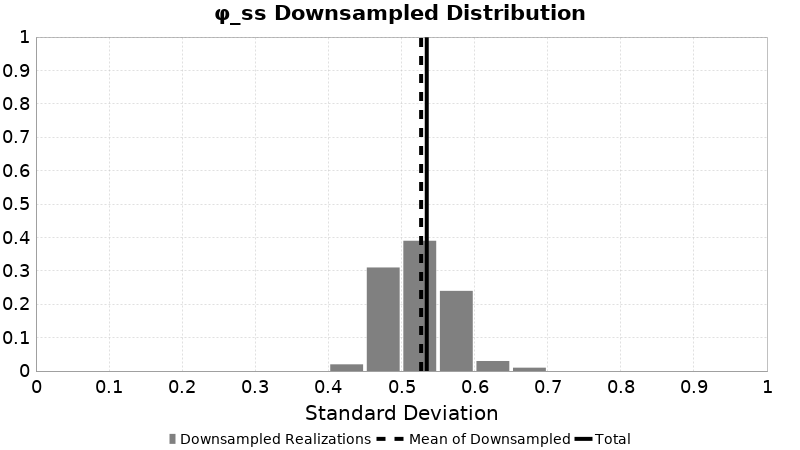 φ_ss Downsampled Distribution
1
0.9
0.8
0.7
0.6
0.5
0.4
0.3
0.2
0.1
0
0 0.1 0.2 0.3 0.4 0.5 0.6 0.7 0.8 0.9 1
Standard Deviation
Downsampled Realizations Mean of Downsampled Total